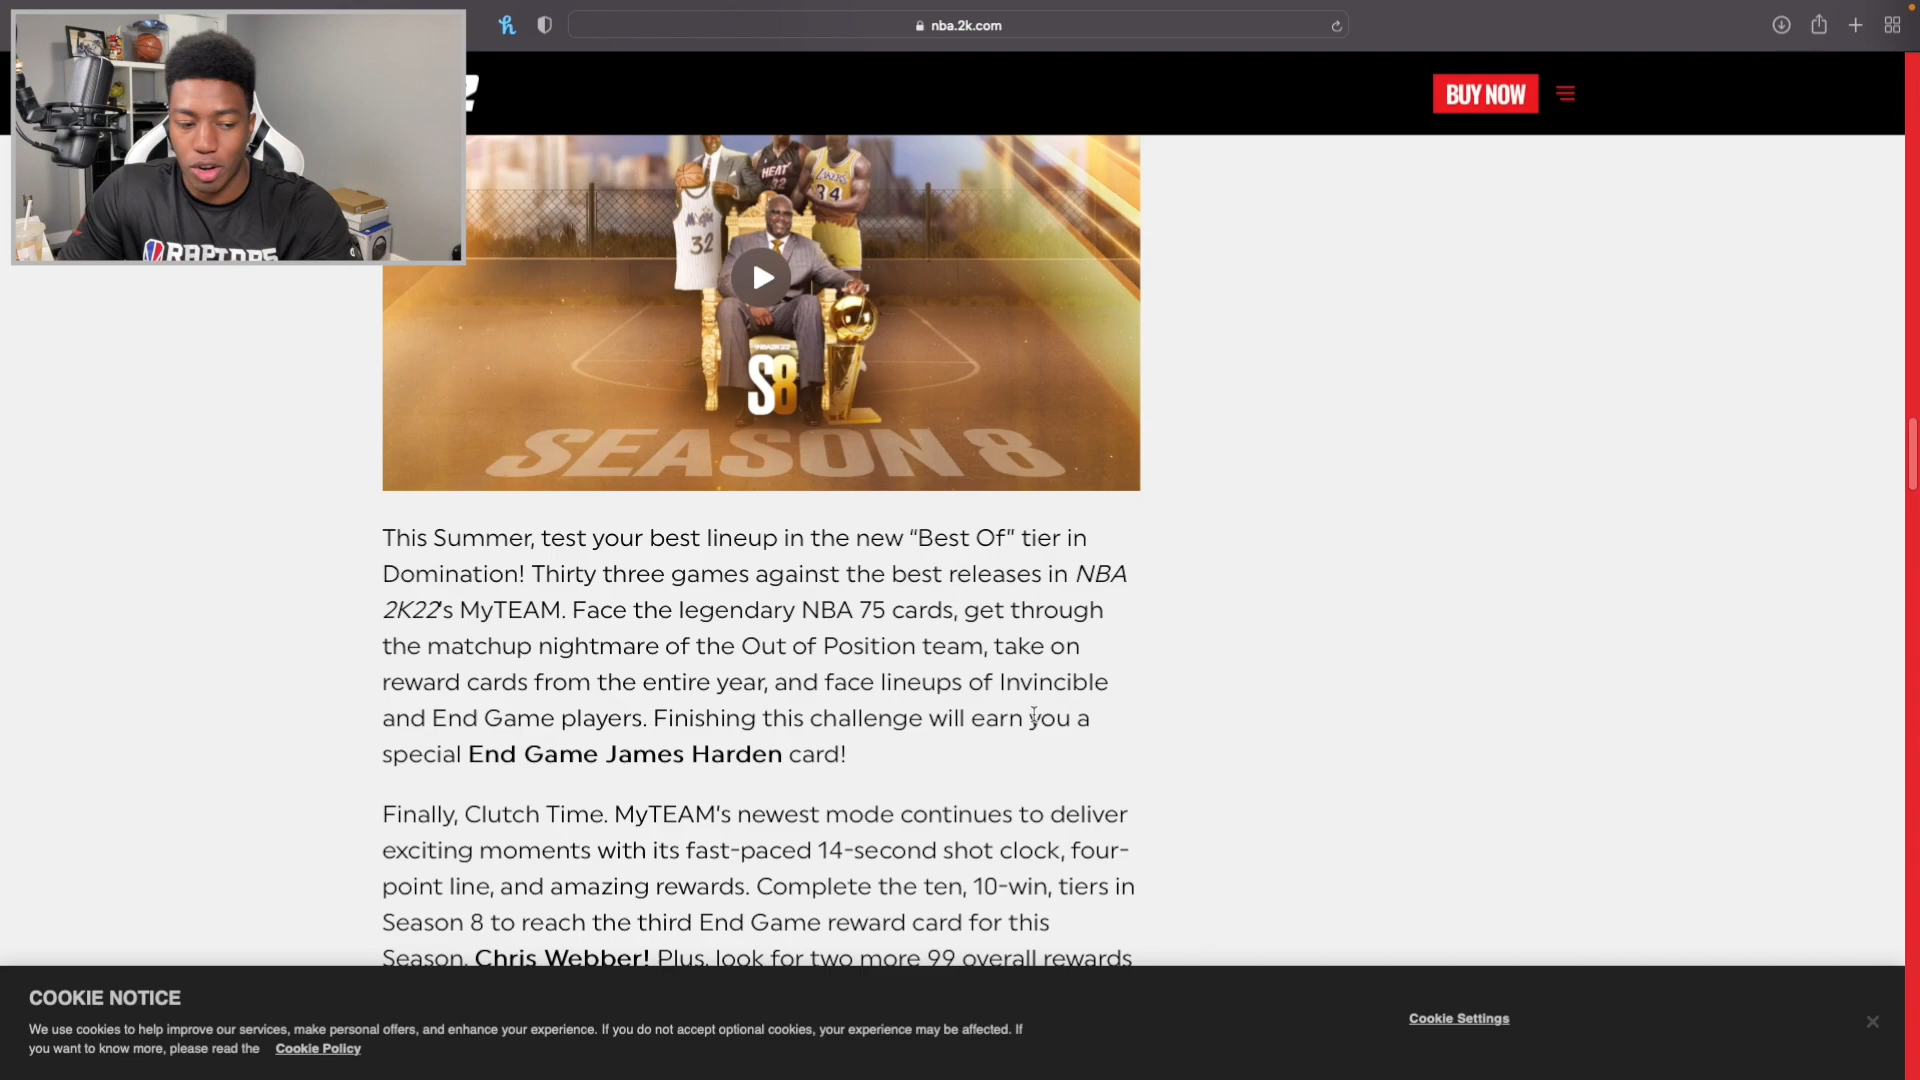 nba.2k.com
BUY NOW
RAPTORS
HEAT
32
LAKERS
34
Magic
32
NBA 2K22
S8
SEASON 8
This Summer, test your best lineup in the new “Best Of” tier in
Domination! Thirty three games against the best releases in NBA
2K22’s MyTEAM. Face the legendary NBA 75 cards, get through
the matchup nightmare of the Out of Position team, take on
reward cards from the entire year, and face lineups of Invincible
and End Game players. Finishing this challenge will earn you a
special End Game James Harden card!
Finally, Clutch Time. MyTEAM’s newest mode continues to deliver
exciting moments with its fast-paced 14-second shot clock, four-
point line, and amazing rewards. Complete the ten, 10-win, tiers in
Season 8 to reach the third End Game reward card for this
Season, Chris Webber! Plus, look for two more 99 overall rewards
COOKIE NOTICE
We use cookies to help improve our services, make personal offers, and enhance your experience. If you do not accept optional cookies, your experience may be affected. If
you want to know more, please read the Cookie Policy
Cookie Settings